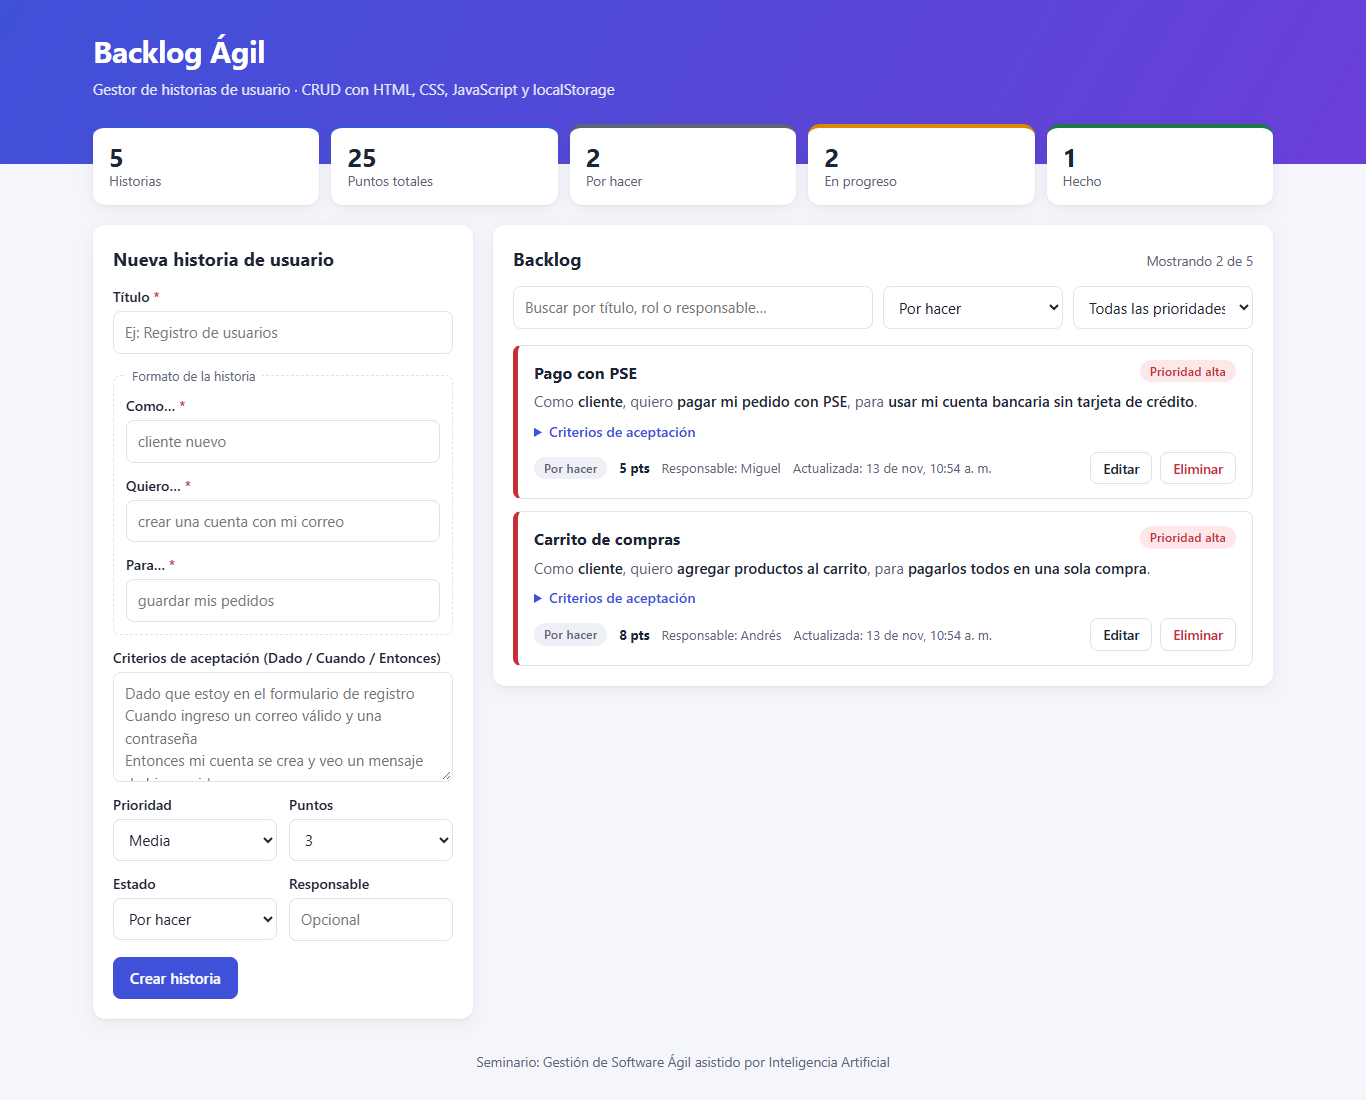 Backlog Ágil
Gestor de historias de usuario · CRUD con HTML, CSS, JavaScript y localStorage
5
Historias
25
Puntos totales
2
Por hacer
2
En progreso
1
Hecho
Nueva historia de usuario
Título *
Ej: Registro de usuarios
Formato de la historia
Como... *
cliente nuevo
Quiero... *
crear una cuenta con mi correo
Para... *
guardar mis pedidos
Criterios de aceptación (Dado / Cuando / Entonces)
Dado que estoy en el formulario de registro
Cuando ingreso un correo válido y una
contraseña
Entonces mi cuenta se crea y veo un mensaje
Prioridad
Puntos
Media
3
Estado
Responsable
Por hacer
Opcional
Crear historia
Backlog
Mostrando 2 de 5
Buscar por título, rol o responsable...
Por hacer
Todas las prioridades
Pago con PSE
Prioridad alta
Como cliente, quiero pagar mi pedido con PSE, para usar mi cuenta bancaria sin tarjeta de crédito.
Criterios de aceptación
Por hacer 5 pts Responsable: Miguel Actualizada: 13 de nov, 10:54 a. m.
Editar
Eliminar
Carrito de compras
Prioridad alta
Como cliente, quiero agregar productos al carrito, para pagarlos todos en una sola compra.
Criterios de aceptación
Por hacer 8 pts Responsable: Andrés Actualizada: 13 de nov, 10:54 a. m.
Editar
Eliminar
Seminario: Gestión de Software Ágil asistido por Inteligencia Artificial